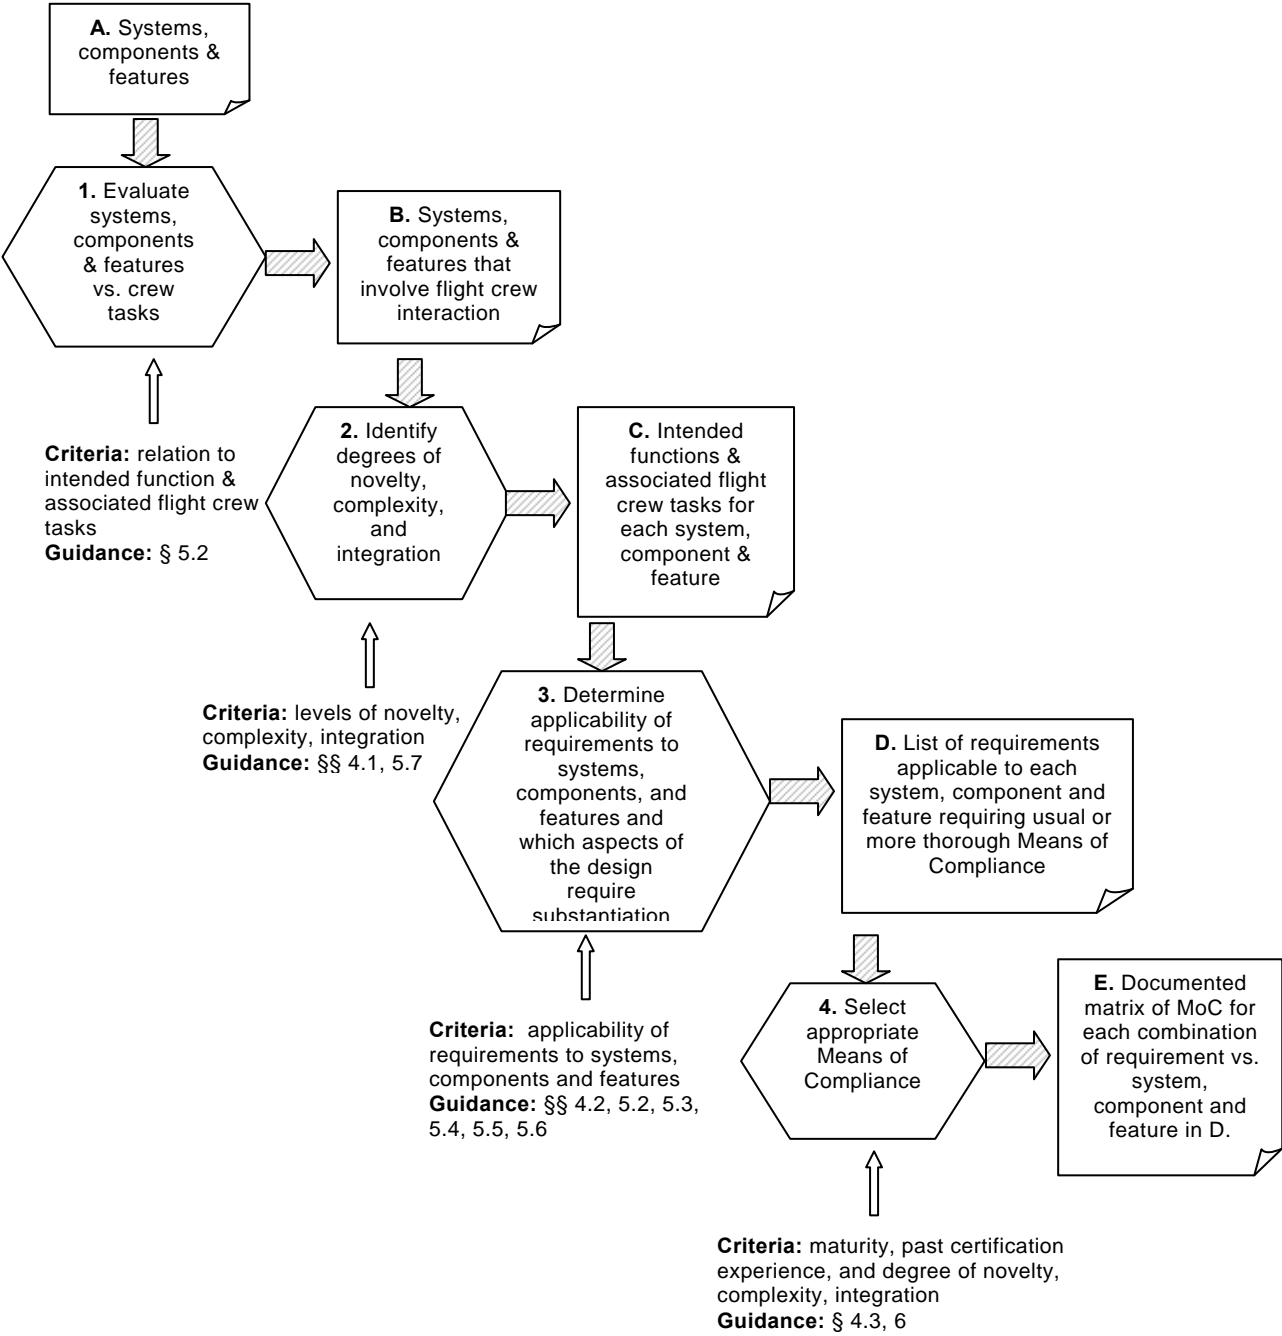 A. Systems,
components &
features
1. Evaluate
systems,
components
& features
vs. crew
tasks
B. Systems,
components &
features that
involve flight crew
interaction
Criteria: relation to
intended function &
associated flight crew
tasks
Guidance: § 5.2
2. Identify
degrees of
novelty,
complexity,
and
integration
C. Intended
functions &
associated flight
crew tasks for
each system,
component &
feature
Criteria: levels of novelty,
complexity, integration
Guidance: §§ 4.1, 5.7
3. Determine
applicability of
requirements to
systems,
components, and
features and
which aspects of
the design
require
substantiation
D. List of requirements
applicable to each
system, component and
feature requiring usual or
more thorough Means of
Compliance
Criteria: applicability of
requirements to systems,
components and features
Guidance: §§ 4.2, 5.2, 5.3,
5.4, 5.5, 5.6
4. Select
appropriate
Means of
Compliance
E. Documented
matrix of MoC for
each combination
of requirement vs.
system,
component and
feature in D.
Criteria: maturity, past certification
experience, and degree of novelty,
complexity, integration
Guidance: § 4.3, 6